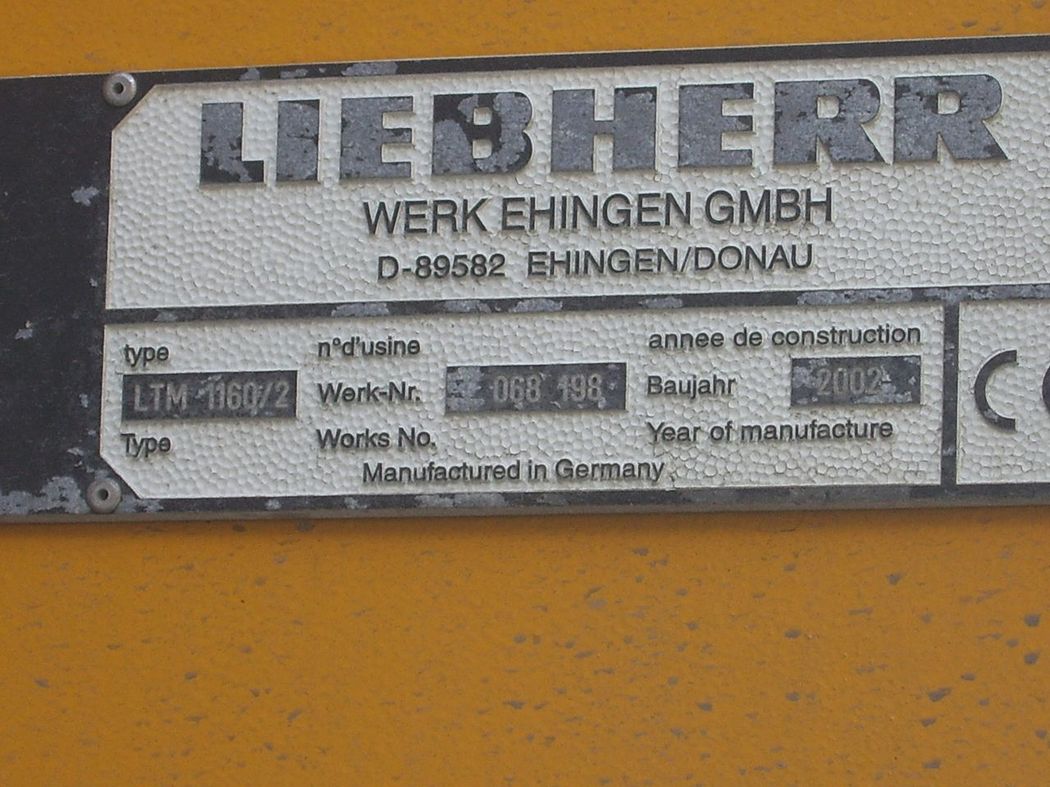 LIEBHERR
WERK EHINGEN GMBH
D-89582 EHINGEN/DONAU
type n°d'usine annee de construction
LTM 1160/2 Werk-Nr. 068 198 Baujahr 2002
Type Works No. Year of manufacture
Manufactured in Germany